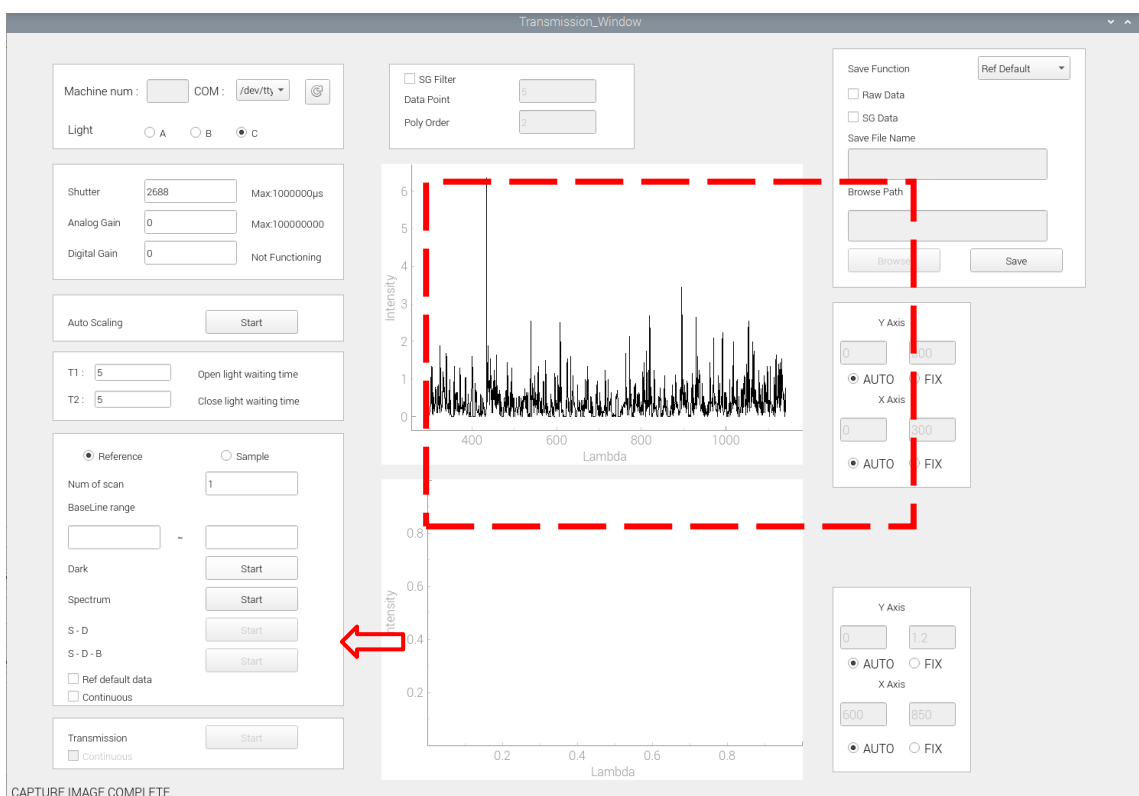 Transmission_Window
Machine num :
COM :
/dev/tty
Light
A
B
C
Shutter
2688
Max:1000000µs
Analog Gain
0
Max:100000000
Digital Gain
0
Not Functioning
Auto Scaling
Start
T1 :
5
Open light waiting time
T2 :
5
Close light waiting time
Reference
Sample
Num of scan
1
BaseLine range
~
Dark
Start
Spectrum
Start
S - D
Start
S - D - B
Start
Ref default data
Continuous
Transmission
Start
Continuous
CAPTURE IMAGE COMPLETE
SG Filter
Data Point
5
Poly Order
2
6
5
4
3
2
1
0
Intensity
400
600
800
1000
Lambda
0.8
0.6
0.4
0.2
Intensity
0.2
0.4
0.6
0.8
Lambda
Save Function
Ref Default
Raw Data
SG Data
Save File Name
Browse Path
Browse
Save
Y Axis
0
AUTO
FIX
X Axis
0
300
AUTO
FIX
Y Axis
0
1.2
AUTO
FIX
X Axis
600
850
AUTO
FIX